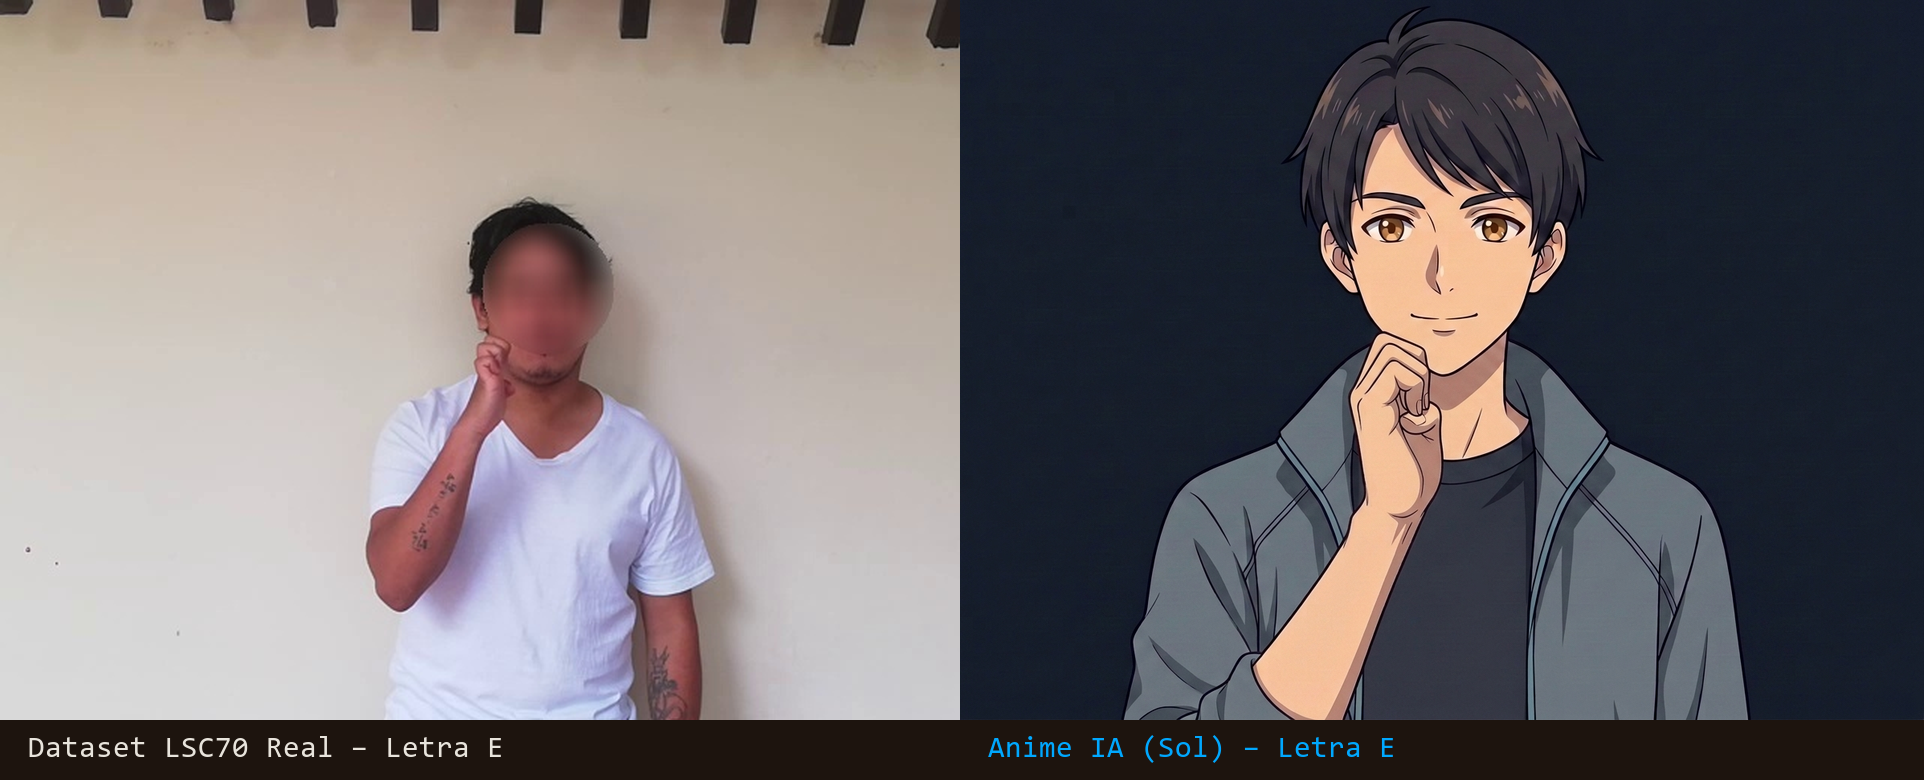 Dataset LSC70 Real – Letra E
Anime IA (Sol) – Letra E